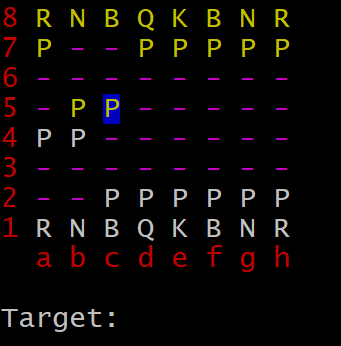 8 R N B Q K B N R
7 P - - P P P P P
6 - - - - - - - -
5 - P P - - - - -
4 P P - - - - - -
3 - - - - - - - -
2 - - P P P P P P
1 R N B Q K B N R
a b c d e f g h
Target: